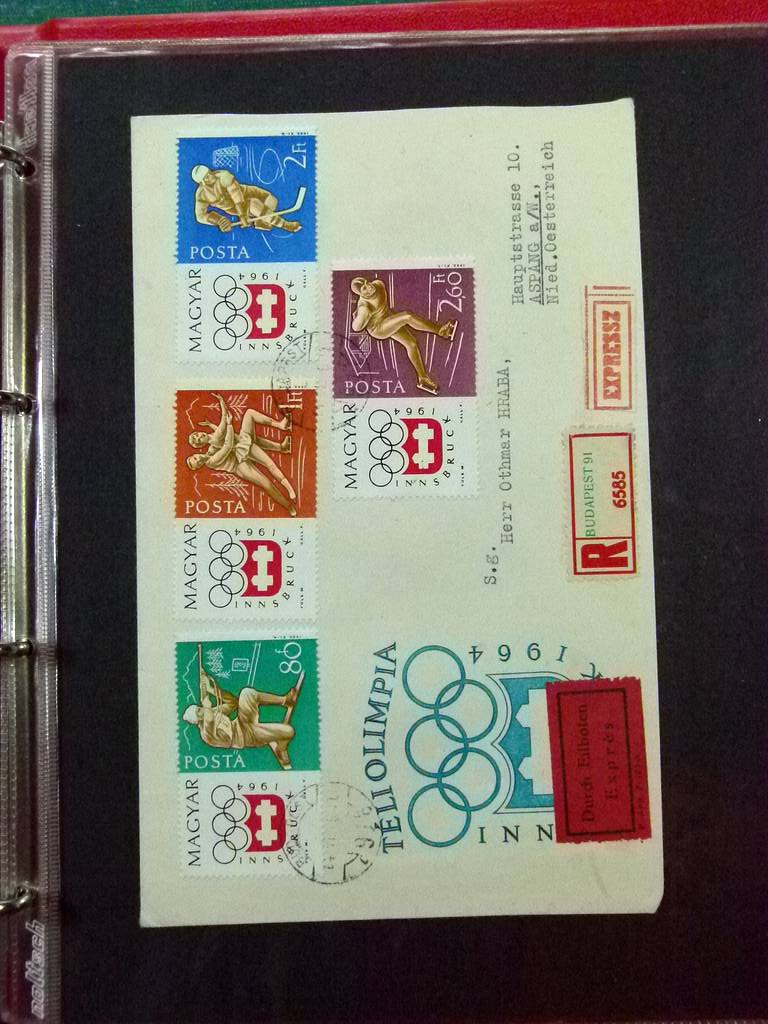 MAGYAR
80f
POSTA
INNSBRUCK
1964
MAGYAR
1Ft
POSTA
INNSBRUCK
1964
MAGYAR
2Ft
POSTA
INNSBRUCK
1964
MAGYAR
2,60 Ft
POSTA
INNSBRUCK
1964
TÉLI OLIMPIA
1964
INN
S.g.
Herr Othmar HRABA,
Hauptstrasse 10.
ASPANG a/W.,
Nied.Oesterreich
Durch Eilboten
Exprès
R
BUDAPEST 91
6585
EXPRESSZ